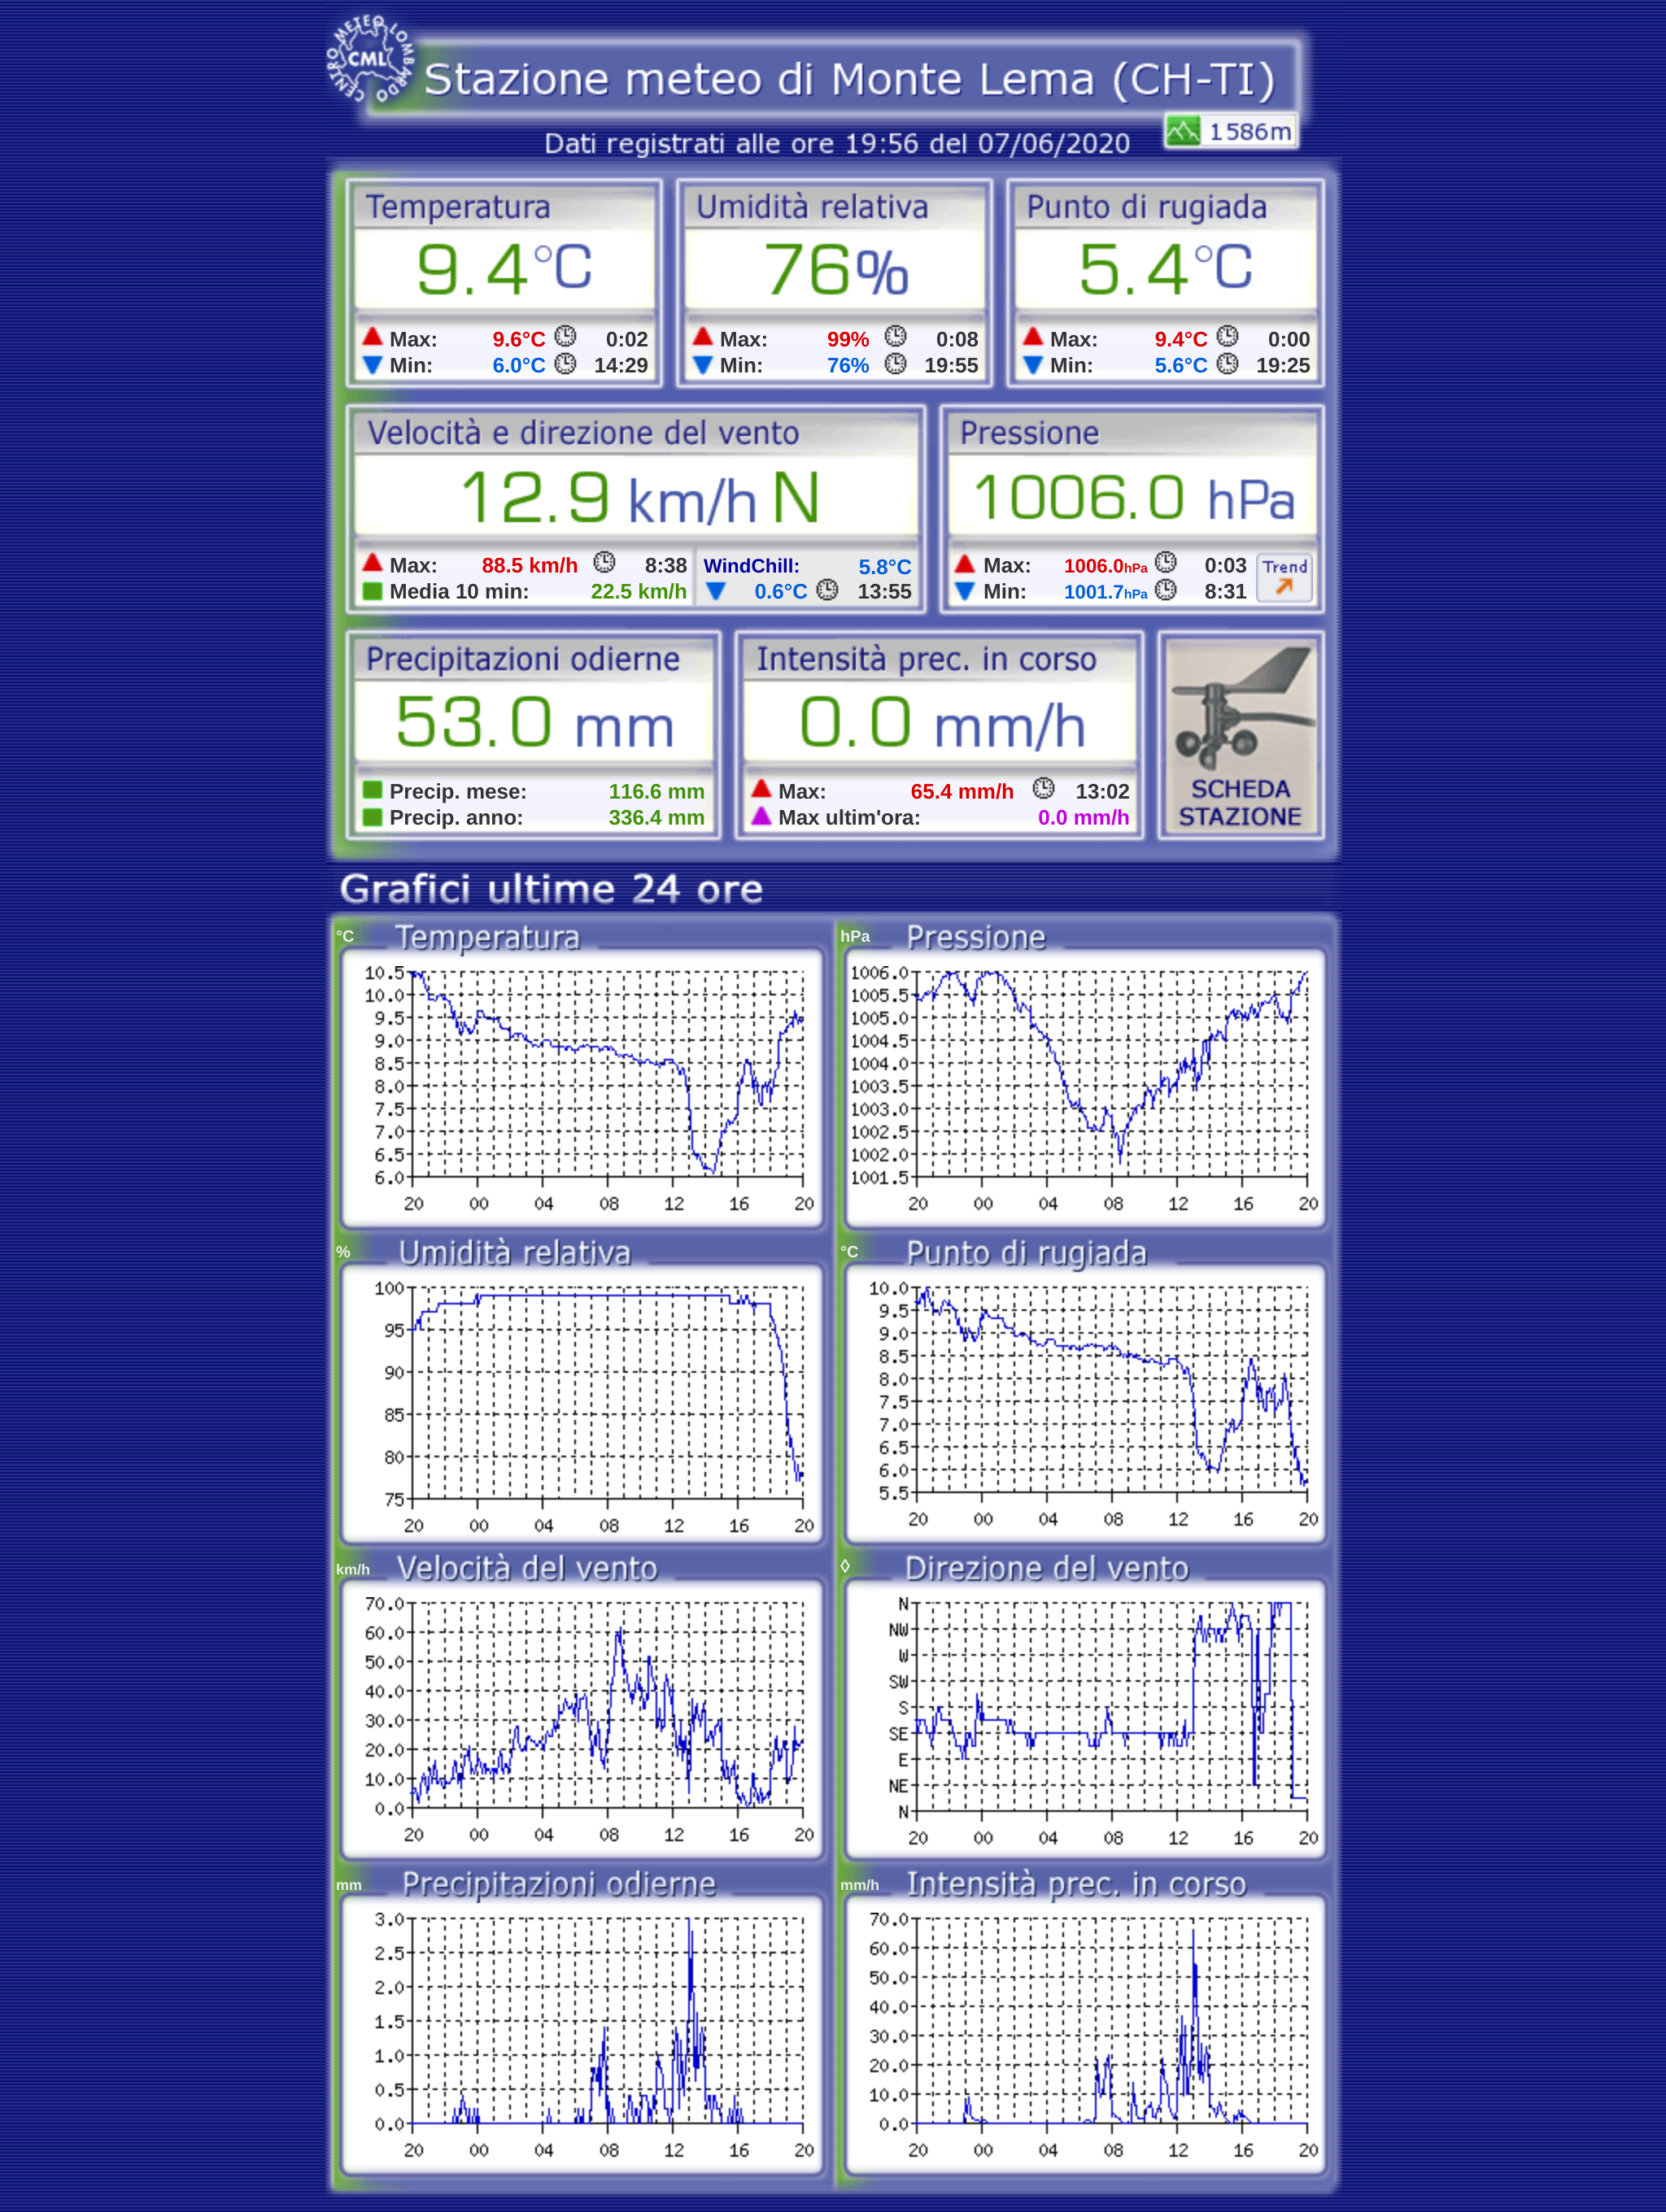 CENTRO METEO LOMBARDO
CML
Stazione meteo di Monte Lema (CH-TI)
1586m
Dati registrati alle ore 19:56 del 07/06/2020
Temperatura Umidità relativa Punto di rugiada
9.4°C 76% 5.4°C
Max: 9.6°C 0:02 Max: 99% 0:08 Max: 9.4°C 0:00
Min: 6.0°C 14:29 Min: 76% 19:55 Min: 5.6°C 19:25
Velocità e direzione del vento Pressione
12.9 km/h N 1006.0 hPa
Max: 88.5 km/h 8:38 WindChill: 5.8°C Max: 1006.0hPa 0:03 Trend
Media 10 min: 22.5 km/h 0.6°C 13:55 Min: 1001.7hPa 8:31
Precipitazioni odierne Intensità prec. in corso
53.0 mm 0.0 mm/h
Precip. mese: 116.6 mm Max: 65.4 mm/h 13:02 SCHEDA
Precip. anno: 336.4 mm Max ultim'ora: 0.0 mm/h STAZIONE
Grafici ultime 24 ore
°C Temperatura
10.5
10.0
9.5
9.0
8.5
8.0
7.5
7.0
6.5
6.0
20 00 04 08 12 16 20
hPa Pressione
1006.0
1005.5
1005.0
1004.5
1004.0
1003.5
1003.0
1002.5
1002.0
1001.5
20 00 04 08 12 16 20
% Umidità relativa
100
95
90
85
80
75
20 00 04 08 12 16 20
°C Punto di rugiada
10.0
9.5
9.0
8.5
8.0
7.5
7.0
6.5
6.0
5.5
20 00 04 08 12 16 20
km/h Velocità del vento
70.0
60.0
50.0
40.0
30.0
20.0
10.0
0.0
20 00 04 08 12 16 20
◊ Direzione del vento
N
NW
W
SW
S
SE
E
NE
N
20 00 04 08 12 16 20
mm Precipitazioni odierne
3.0
2.5
2.0
1.5
1.0
0.5
0.0
20 00 04 08 12 16 20
mm/h Intensità prec. in corso
70.0
60.0
50.0
40.0
30.0
20.0
10.0
0.0
20 00 04 08 12 16 20